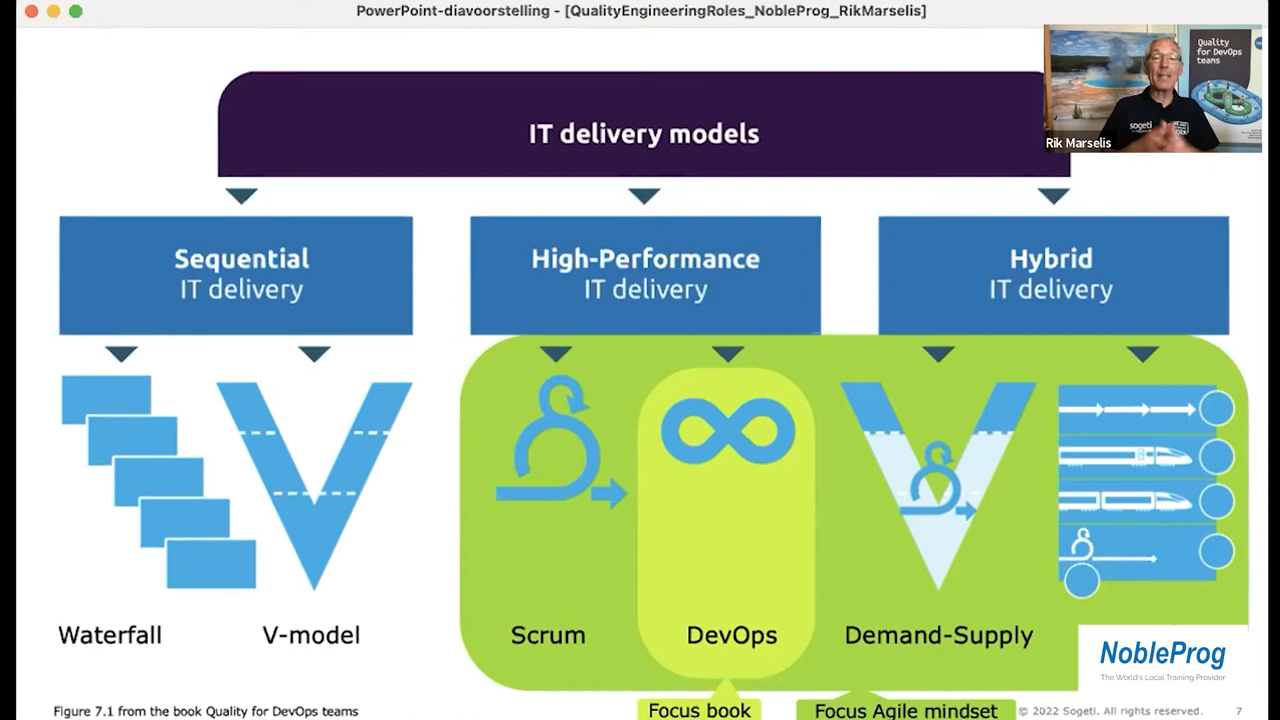 PowerPoint-diavoorstelling - [QualityEngineeringRoles_NobleProg_RikMarselis]
Quality
for DevOps
teams
sogeti
Rik Marselis
IT delivery models
Sequential
IT delivery
High-Performance
IT delivery
Hybrid
IT delivery
Waterfall
V-model
Scrum
DevOps
Demand-Supply
NobleProg
The World's Local Training Provider
Figure 7.1 from the book Quality for DevOps teams
Focus book
Focus Agile mindset
© 2022 Sogeti. All rights reserved.
7